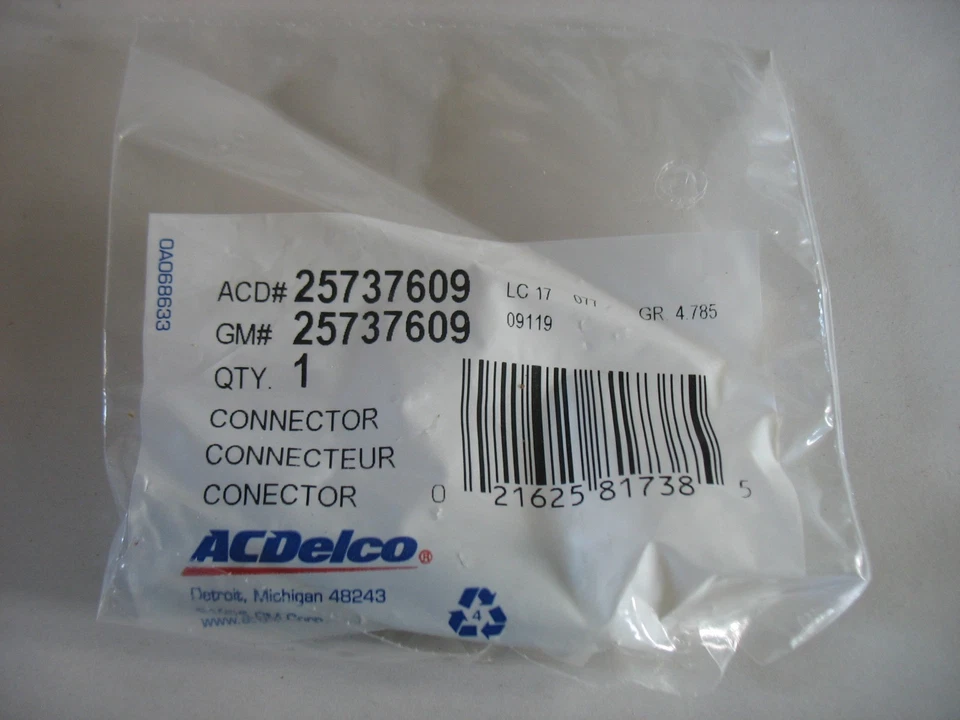 0A068633
ACD# 25737609
GM# 25737609
QTY. 1
LC 17
09119
GR 4.785
CONNECTOR
CONNECTEUR
CONECTOR
0 21625 81738 5
ACDelco®
Detroit, Michigan 48243
4